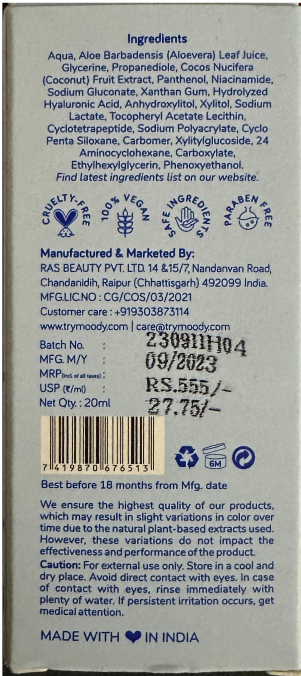 Ingredients
Aqua, Aloe Barbadensis (Aloevera) Leaf Juice,
Glycerine, Propanediole, Cocos Nucifera
(Coconut) Fruit Extract, Panthenol, Niacinamide,
Sodium Gluconate, Xanthan Gum, Hydrolyzed
Hyaluronic Acid, Anhydroxylitol, Xylitol, Sodium
Lactate, Tocopheryl Acetate Lecithin,
Cyclotetrapeptide, Sodium Polyacrylate, Cyclo
Penta Siloxane, Carbomer, Xylitylglucoside, 24
Aminocyclohexane, Carboxylate,
Ethylhexylglycerin, Phenoxyethanol.
Find latest ingredients list on our website.
CRUELTY-FREE
100% VEGAN
SAFE INGREDIENTS
PARABEN FREE
Manufactured & Marketed By:
RAS BEAUTY PVT. LTD. 14 &15/7, Nandanvan Road,
Chandanidih, Raipur (Chhattisgarh) 492099 India.
MFG.LIC.NO : CG/COS/03/2021
Customer care : +919303873114
www.trymoody.com | care@trymoody.com
Batch No. : 230911H04
MFG. M/Y : 09/2023
MRP(Incl. of all taxes) : RS.555/-
USP (₹/ml) : 27.75/-
Net Qty. : 20ml
7 419870 676513
6M
Best before 18 months from Mfg. date
We ensure the highest quality of our products,
which may result in slight variations in color over
time due to the natural plant-based extracts used.
However, these variations do not impact the
effectiveness and performance of the product.
Caution: For external use only. Store in a cool and
dry place. Avoid direct contact with eyes. In case
of contact with eyes, rinse immediately with
plenty of water. If persistent irritation occurs, get
medical attention.
MADE WITH ♥ IN INDIA